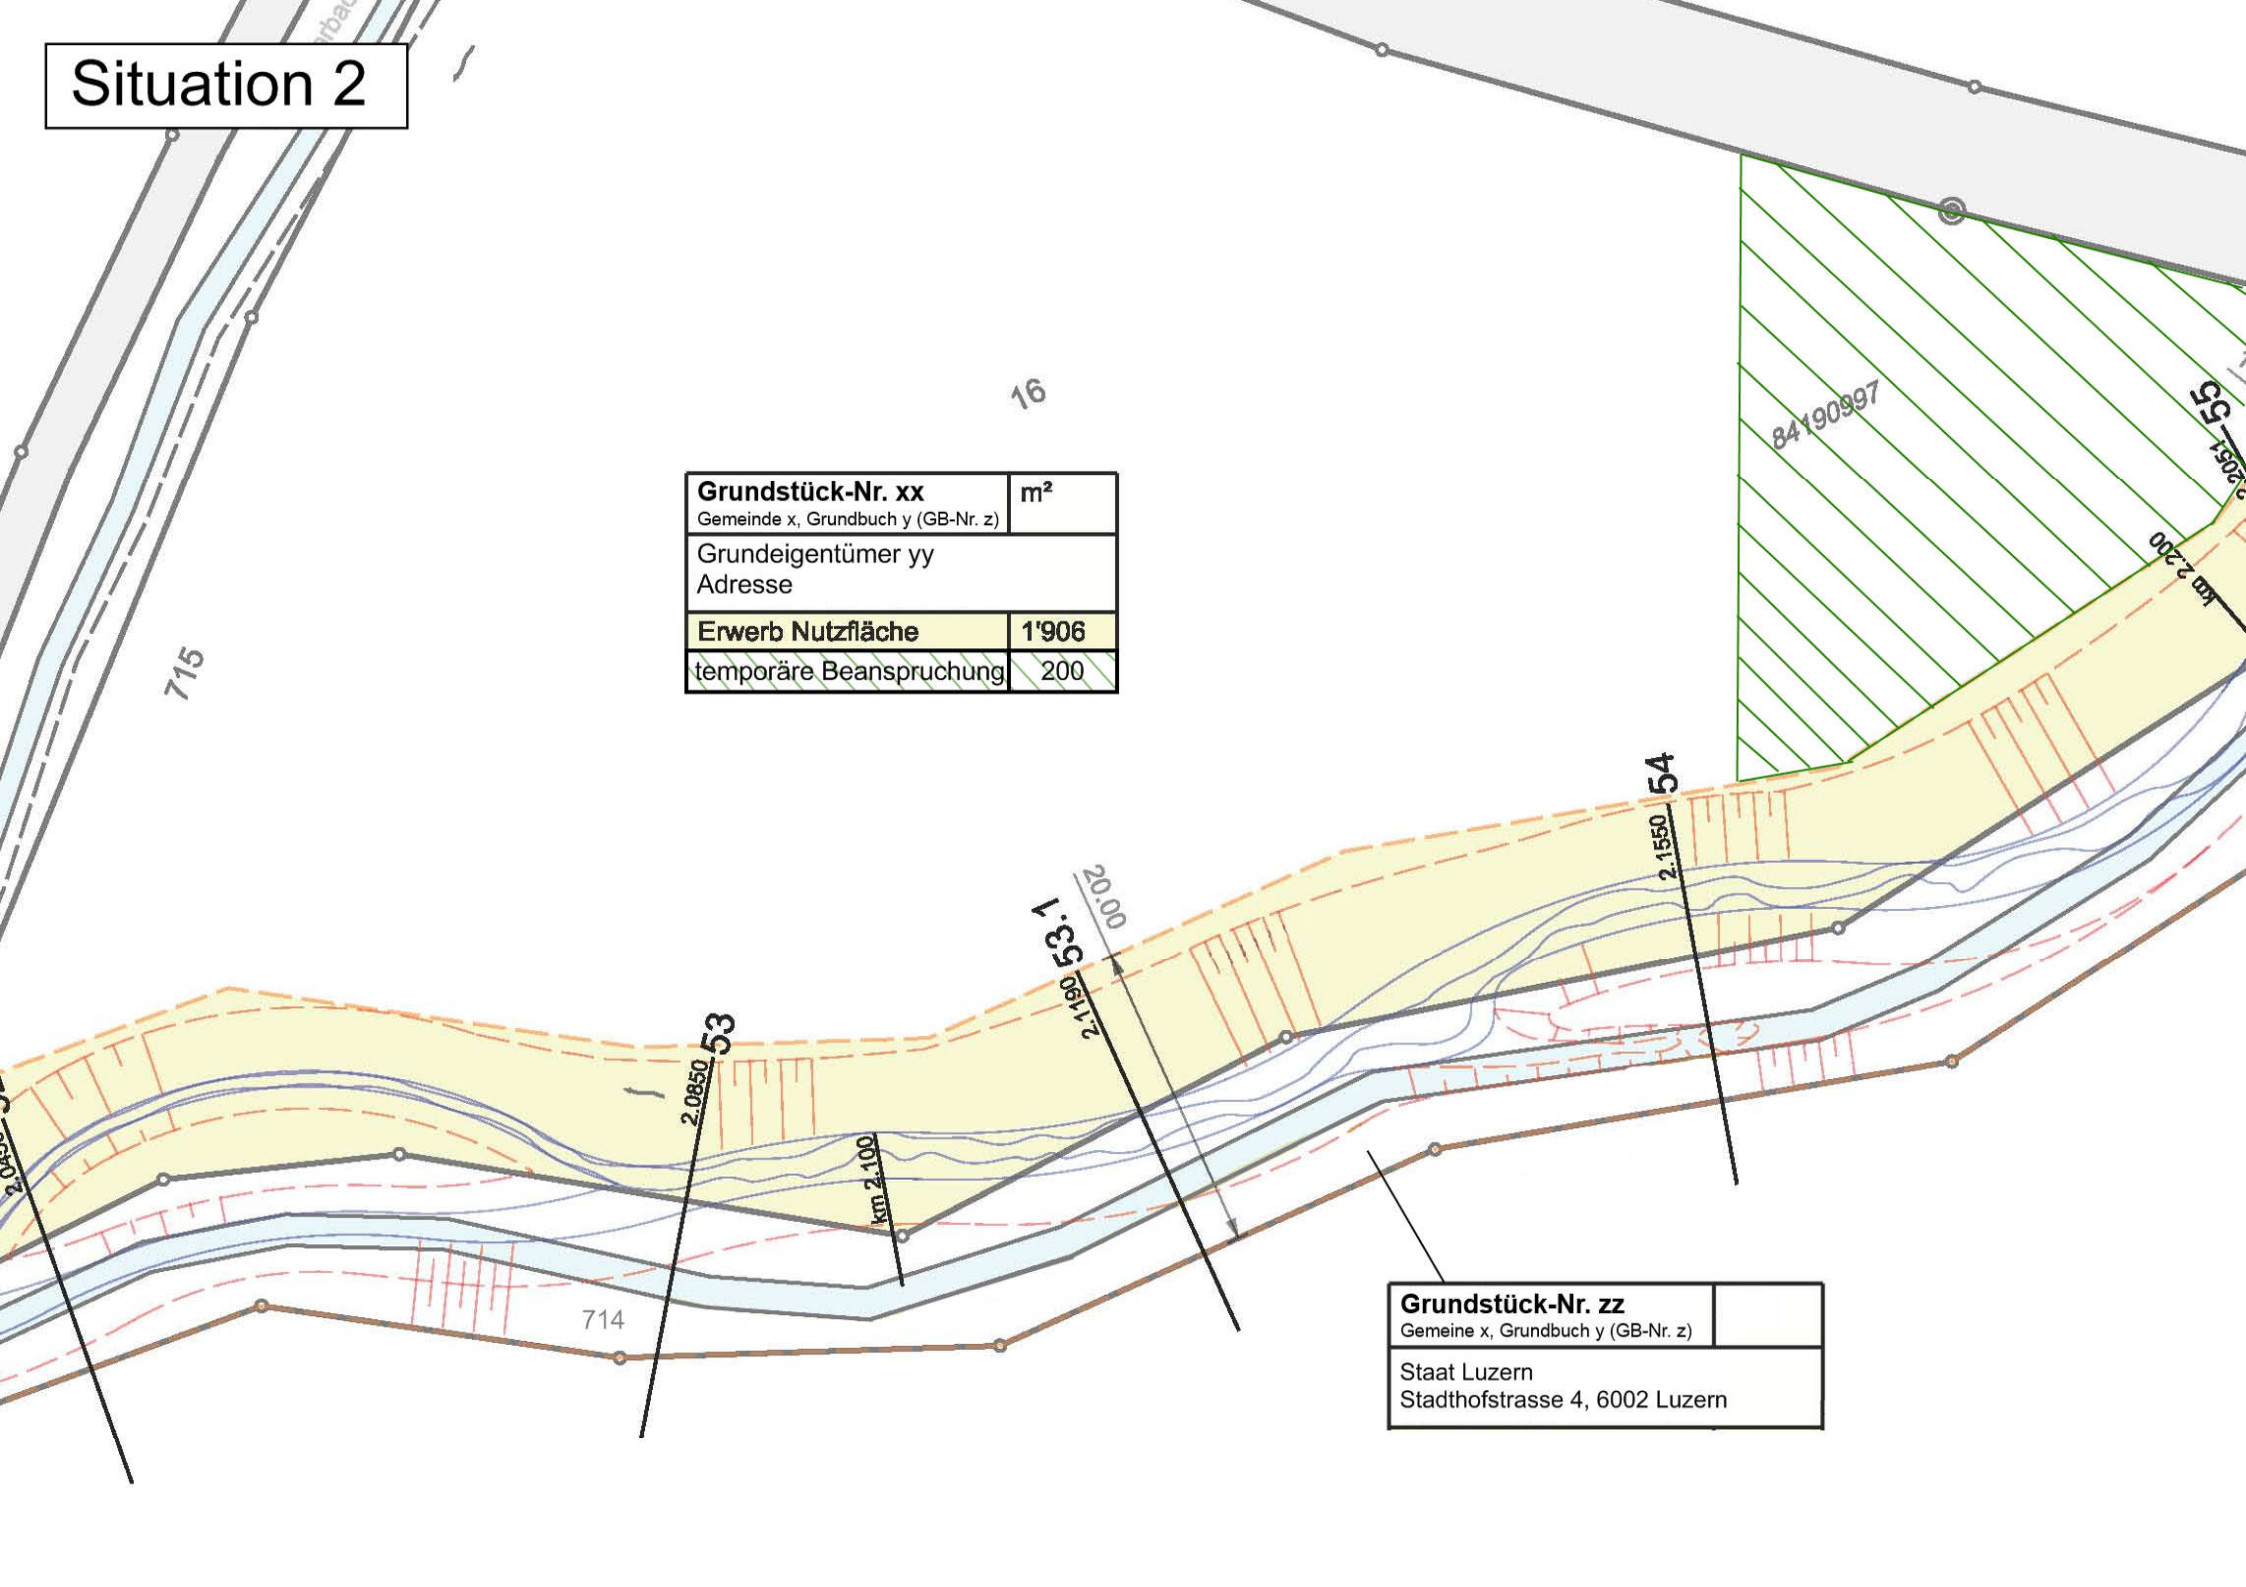 Situation 2
16
84190997
55
km 2.200
715
Grundstück-Nr. xx m²
Gemeinde x, Grundbuch y (GB-Nr. z)
Grundeigentümer yy
Adresse
Erwerb Nutzfläche 1'906
temporäre Beanspruchung 200
54
2.1550
20.00
53.1
2.1190
53
2.0850
km 2.100
714
Grundstück-Nr. zz
Gemeine x, Grundbuch y (GB-Nr. z)
Staat Luzern
Stadthofstrasse 4, 6002 Luzern